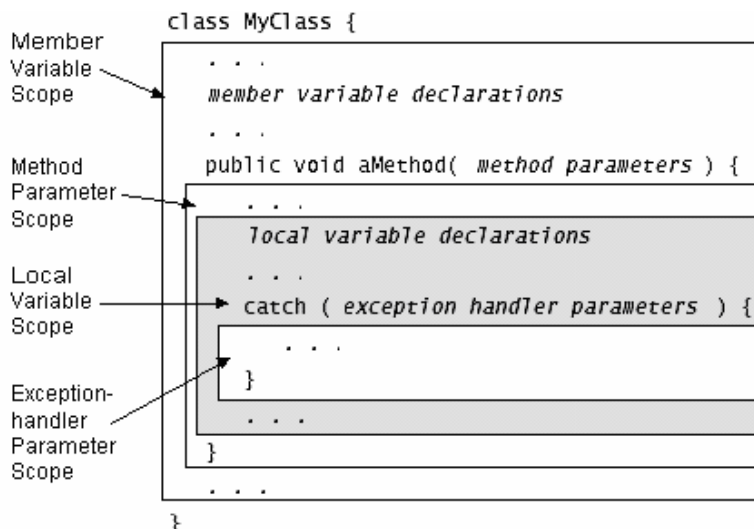 class MyClass {
Member
Variable
Scope
. . .
member variable declarations
. . .
public void aMethod( method parameters ) {
Method
Parameter
Scope
. . .
local variable declarations
. . .
Local
Variable
Scope
catch ( exception handler parameters ) {
. . .
}
Exception-
handler
Parameter
Scope
. . .
}
. . .
}